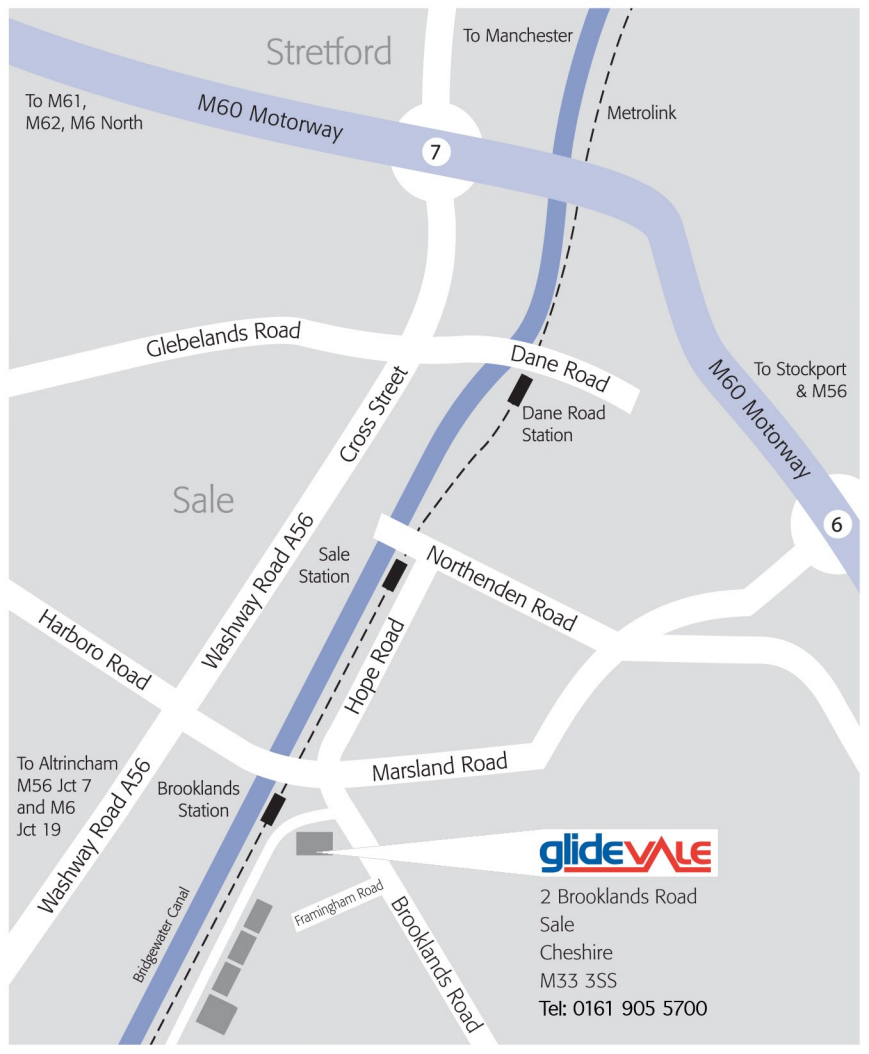 To Manchester
Stretford
To M61,
M62, M6 North
M60 Motorway
Metrolink
7
Glebelands Road
Dane Road
Cross Street
Dane Road
Station
M60 Motorway
To Stockport
& M56
Sale
6
Washway Road A56
Sale
Station
Northenden Road
Harboro Road
Hope Road
To Altrincham
M56 Jct 7
and M6
Jct 19
Washway Road A56
Brooklands
Station
Marsland Road
Bridgewater Canal
Framingham Road
Brooklands Road
glidevale
2 Brooklands Road
Sale
Cheshire
M33 3SS
Tel: 0161 905 5700